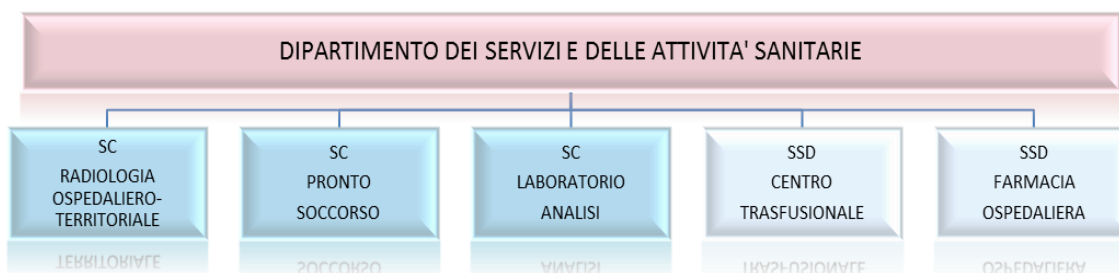 DIPARTIMENTO DEI SERVIZI E DELLE ATTIVITA' SANITARIE
SC
RADIOLOGIA
OSPEDALIERO-
TERRITORIALE
SC
PRONTO
SOCCORSO
SC
LABORATORIO
ANALISI
SSD
CENTRO
TRASFUSIONALE
SSD
FARMACIA
OSPEDALIERA